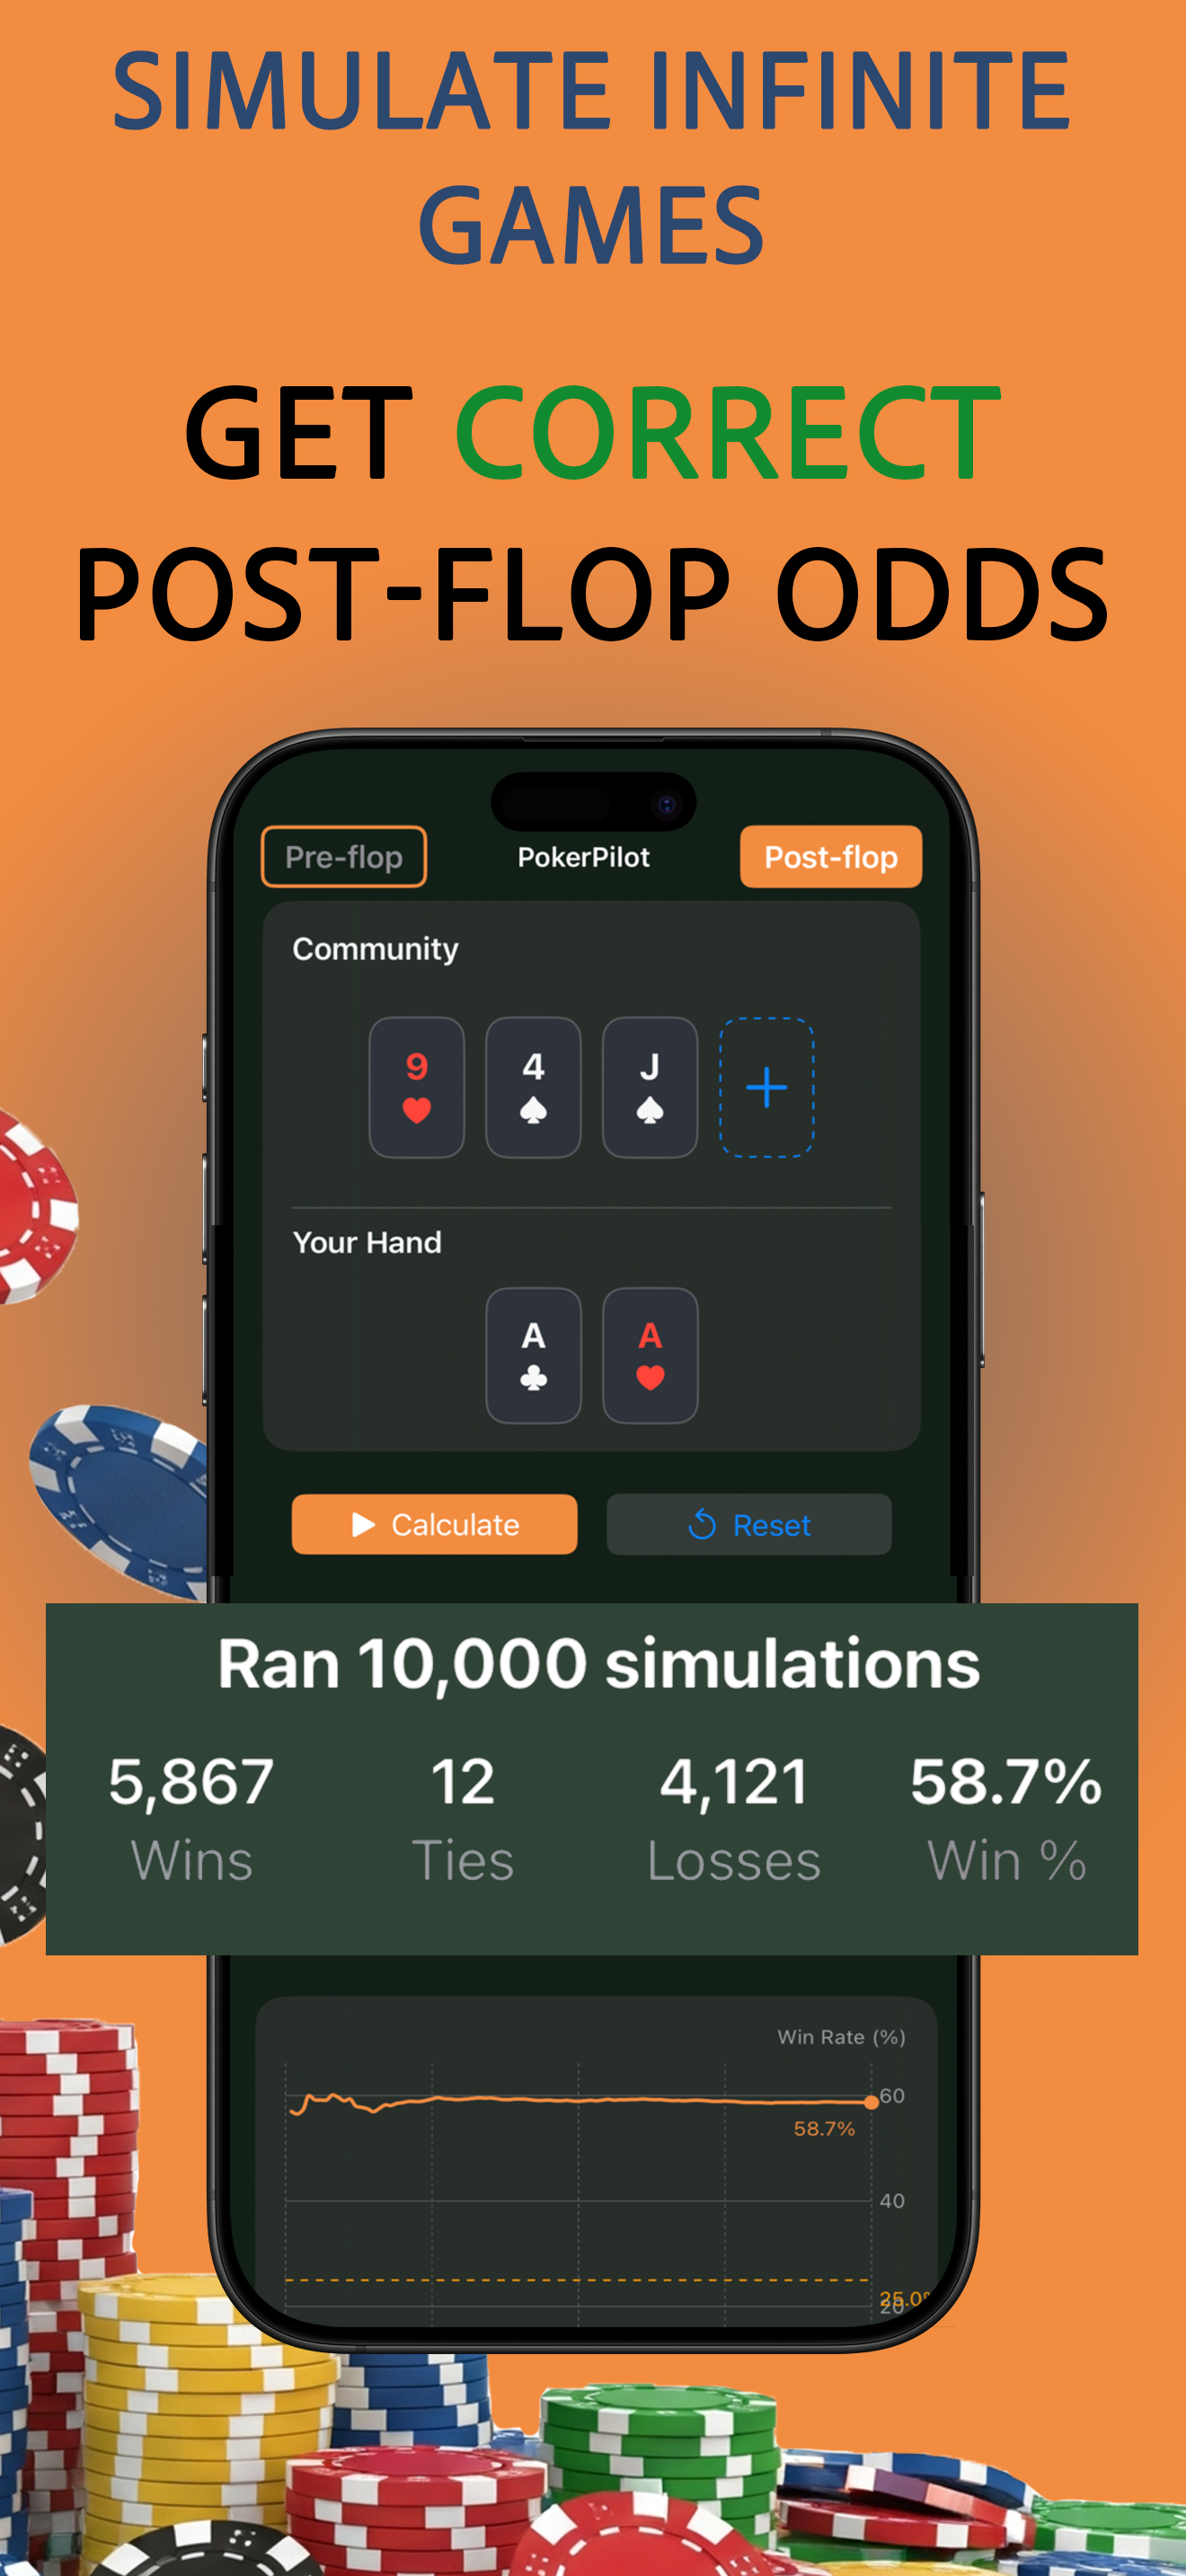 SIMULATE INFINITE
GAMES
GET CORRECT
POST-FLOP ODDS
Pre-flop
PokerPilot
Post-flop
Community
9
4
J
Your Hand
A
A
Calculate
Reset
Ran 10,000 simulations
5,867
12
4,121
58.7%
Wins
Ties
Losses
Win %
Win Rate (%)
60
58.7%
40
20